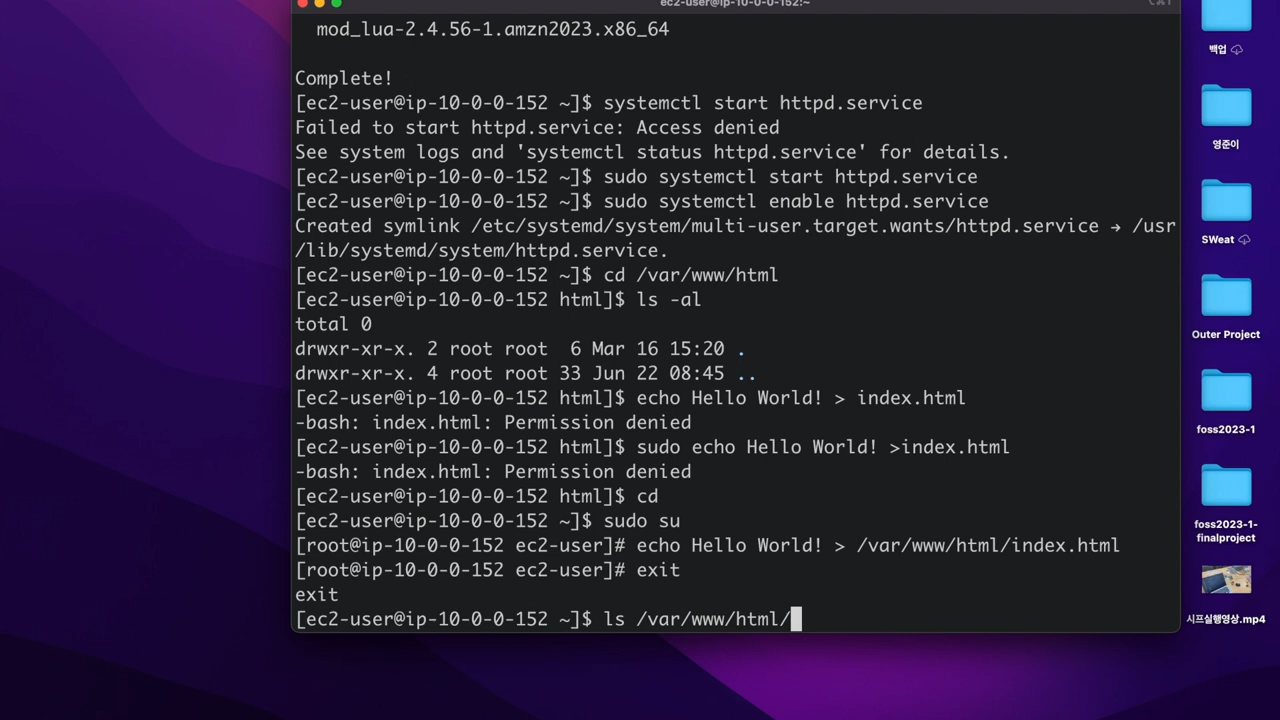 ec2-user@ip-10-0-0-152:~
⌥⌘1
mod_lua-2.4.56-1.amzn2023.x86_64
Complete!
[ec2-user@ip-10-0-0-152 ~]$ systemctl start httpd.service
Failed to start httpd.service: Access denied
See system logs and 'systemctl status httpd.service' for details.
[ec2-user@ip-10-0-0-152 ~]$ sudo systemctl start httpd.service
[ec2-user@ip-10-0-0-152 ~]$ sudo systemctl enable httpd.service
Created symlink /etc/systemd/system/multi-user.target.wants/httpd.service → /usr
/lib/systemd/system/httpd.service.
[ec2-user@ip-10-0-0-152 ~]$ cd /var/www/html
[ec2-user@ip-10-0-0-152 html]$ ls -al
total 0
drwxr-xr-x. 2 root root  6 Mar 16 15:20 .
drwxr-xr-x. 4 root root 33 Jun 22 08:45 ..
[ec2-user@ip-10-0-0-152 html]$ echo Hello World! > index.html
-bash: index.html: Permission denied
[ec2-user@ip-10-0-0-152 html]$ sudo echo Hello World! >index.html
-bash: index.html: Permission denied
[ec2-user@ip-10-0-0-152 html]$ cd
[ec2-user@ip-10-0-0-152 ~]$ sudo su
[root@ip-10-0-0-152 ec2-user]# echo Hello World! > /var/www/html/index.html
[root@ip-10-0-0-152 ec2-user]# exit
exit
[ec2-user@ip-10-0-0-152 ~]$ ls /var/www/html/
백업
영준이
SWeat
Outer Project
foss2023-1
foss2023-1-
finalproject
시프실행영상.mp4